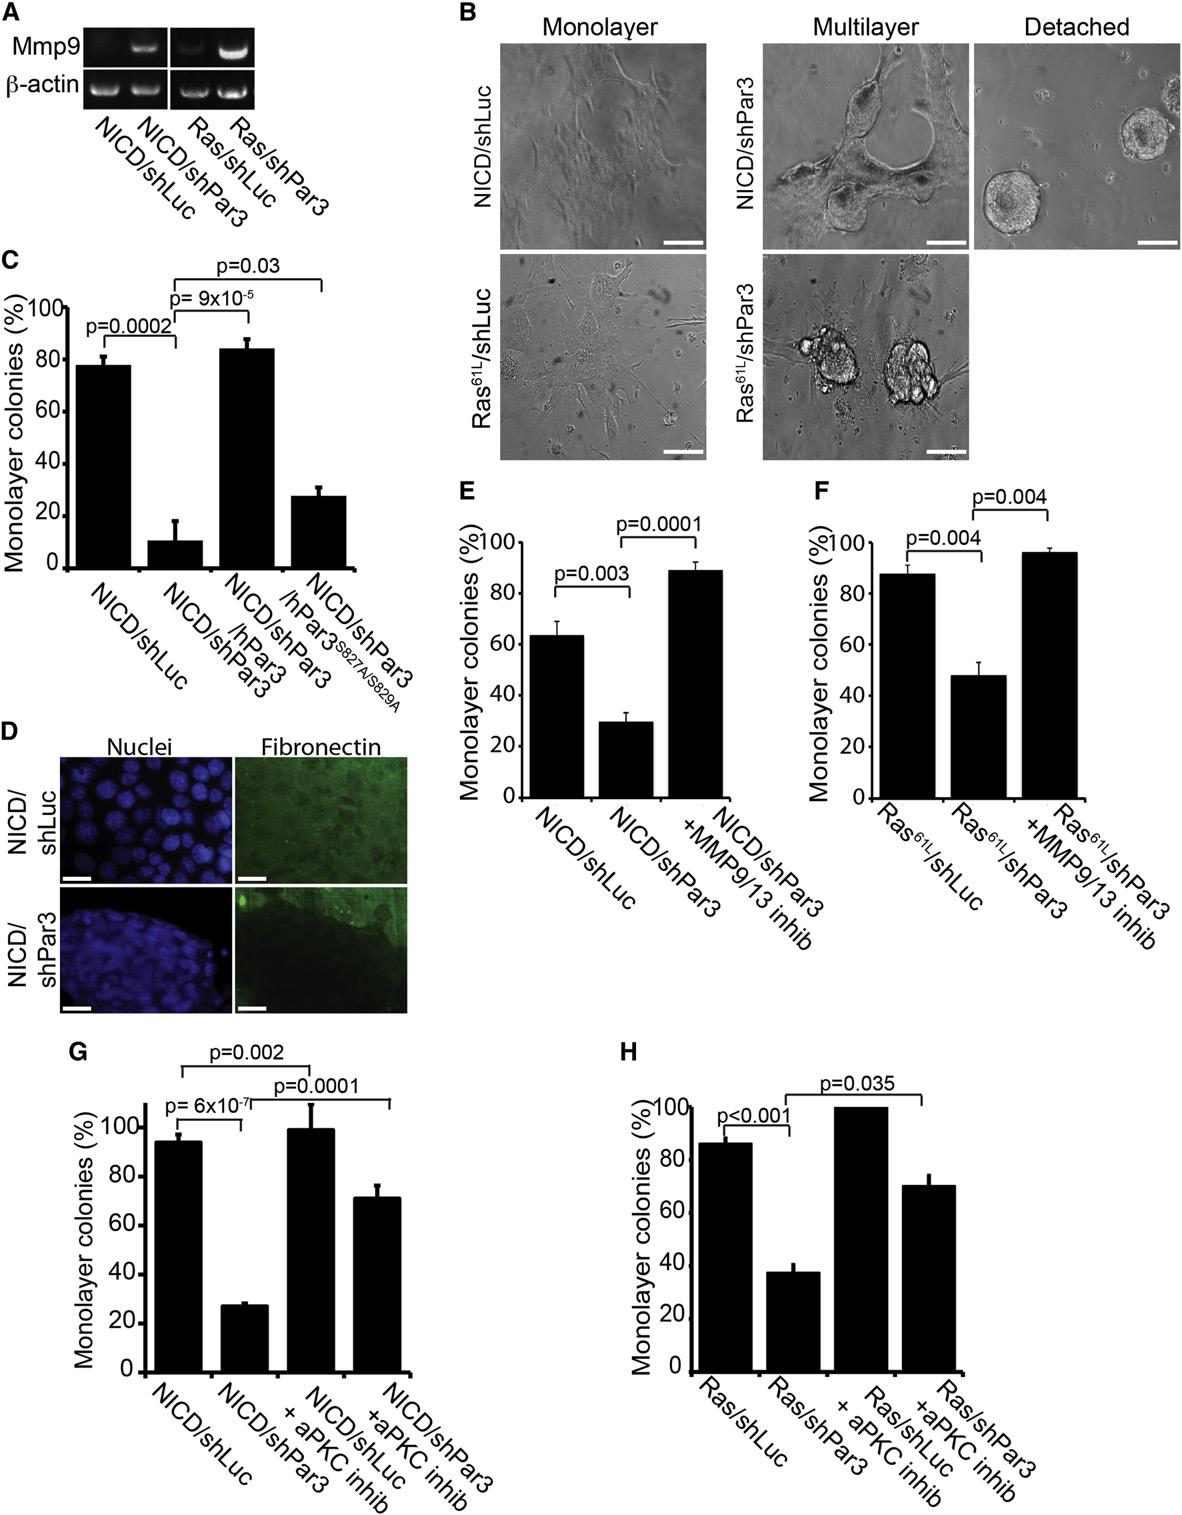 A
Mmp9
β-actin
NICD/shLuc
NICD/shPar3
Ras/shLuc
Ras/shPar3
B
Monolayer
Multilayer
Detached
NICD/shLuc
NICD/shPar3
Ras61L/shLuc
Ras61L/shPar3
C
p=0.03
p= 9x10-5
p=0.0002
Monolayer colonies (%)
100
80
60
40
20
0
NICD/shLuc
NICD/shPar3
/hPar3
NICD/shPar3
/hPar3S827A/S829A
NICD/shPar3
D
Nuclei
Fibronectin
NICD/
shLuc
NICD/
shPar3
E
p=0.0001
p=0.003
Monolayer colonies (%)
100
80
60
40
20
0
NICD/shLuc
NICD/shPar3
NICD/shPar3
+MMP9/13 inhib
F
p=0.004
p=0.004
Monolayer colonies (%)
100
80
60
40
20
0
Ras61L/shLuc
Ras61L/shPar3
Ras61L/shPar3
+MMP9/13 inhib
G
p=0.002
p=0.0001
p= 6x10-7
Monolayer colonies (%)
100
80
60
40
20
0
NICD/shLuc
NICD/shPar3
NICD/shLuc
+ aPKC inhib
NICD/shPar3
+aPKC inhib
H
p=0.035
p<0.001
Monolayer colonies (%)
100
80
60
40
20
0
Ras/shLuc
Ras/shPar3
Ras/shLuc
+ aPKC inhib
Ras/shPar3
+aPKC inhib